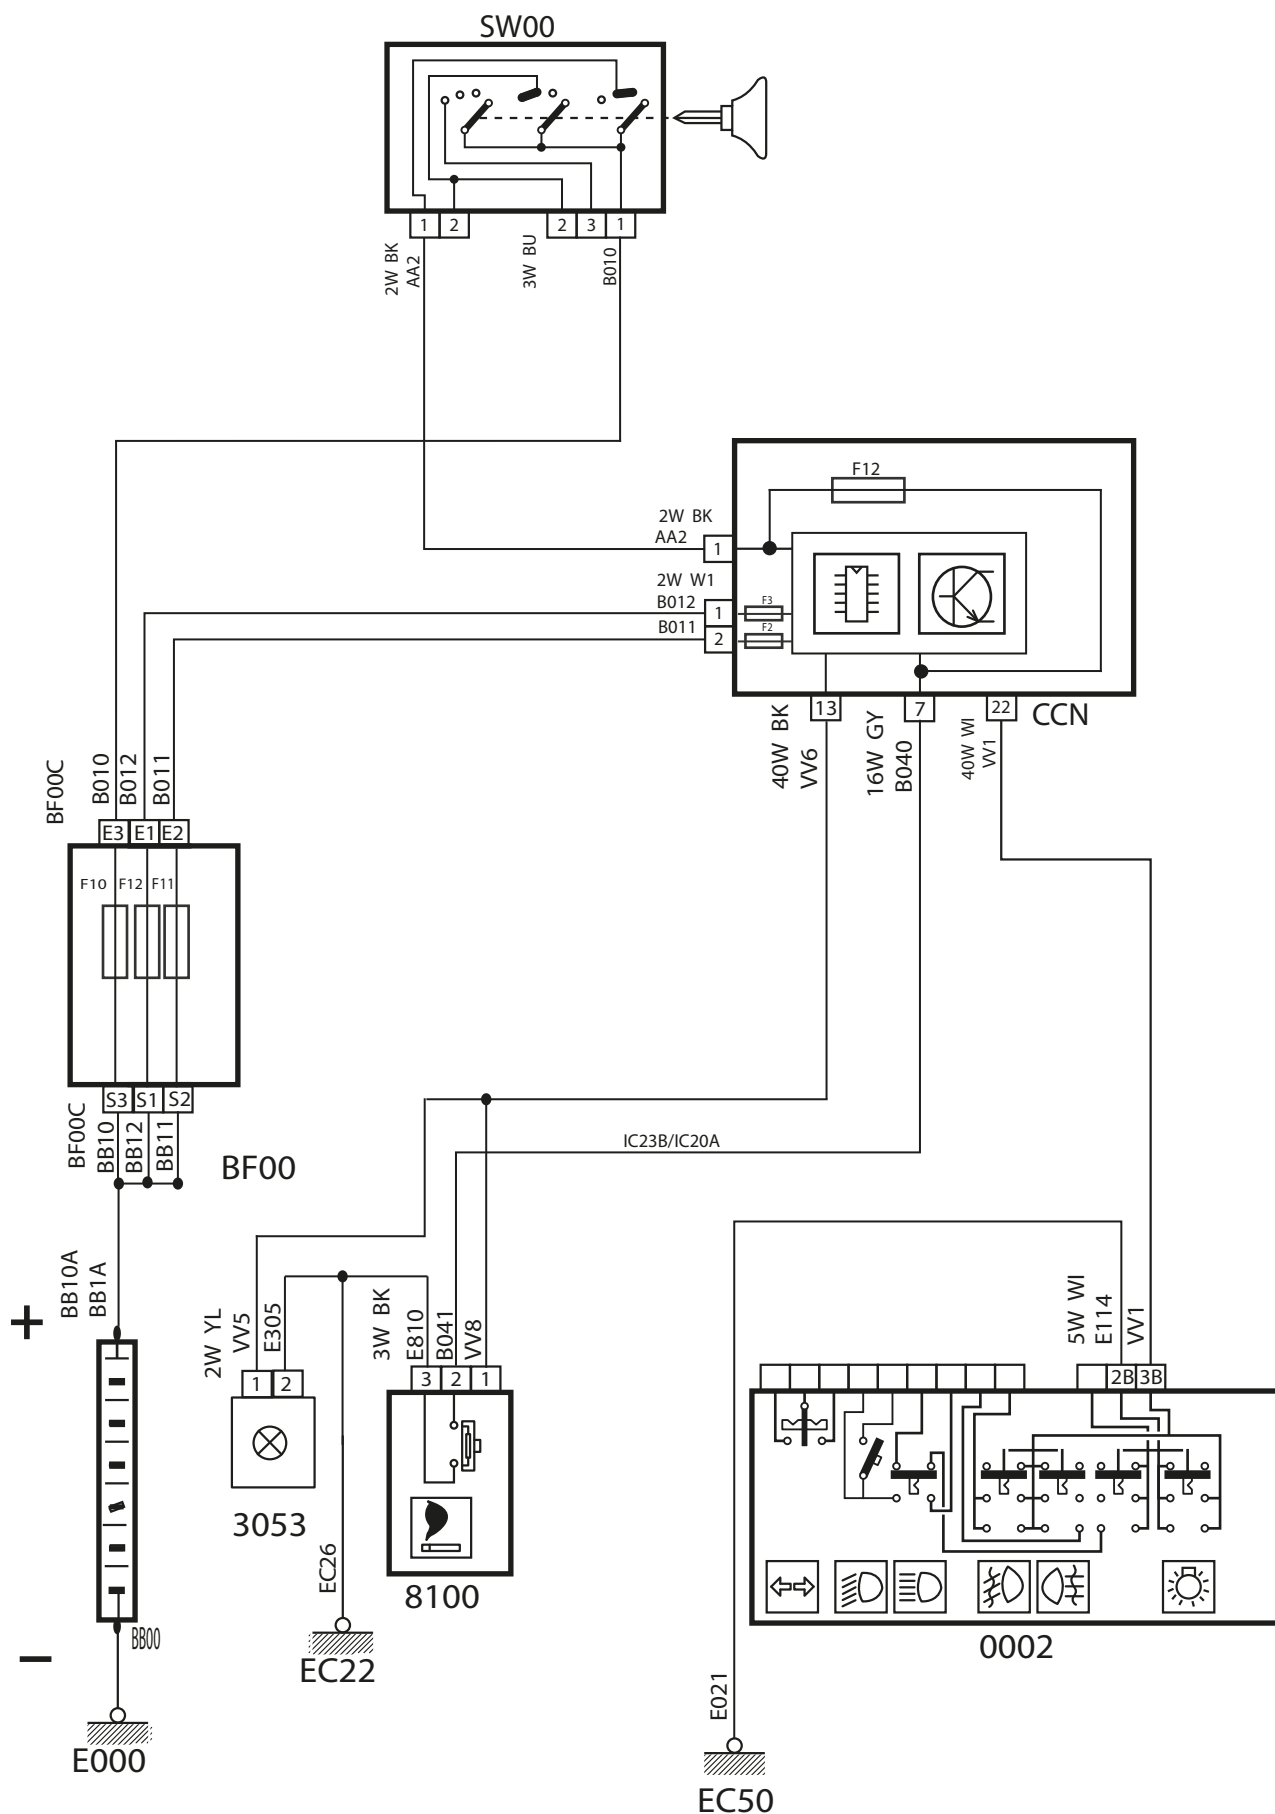 SW00
1 2 2 3 1
2W BK
AA2
3W BU
B010
F12
2W BK
AA2
1
2W W1
B012
1
F3
B011
2
F2
13
7
22
CCN
40W BK
VV6
16W GY
B040
40W WI
VV1
BF00C
B010
B012
B011
E3 E1 E2
F10 F12 F11
S3 S1 S2
BF00C
BB10
BB12
BB11
BF00
IC23B/IC20A
BB10A
BB1A
+
2W YL
VV5
E305
3W BK
E810
B041
VV8
5W WI
E114
VV1
1 2
3 2 1
2B 3B
3053
8100
EC26
BB00
–
0002
EC22
E021
E000
EC50